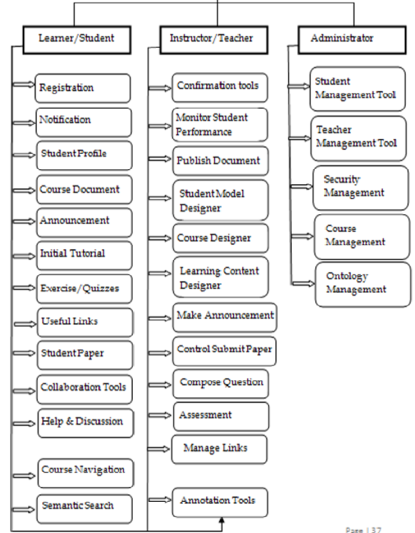 Learner/Student
Registration
Notification
Student Profile
Course Document
Announcement
Initial Tutorial
Exercise/Quizzes
Useful Links
Student Paper
Collaboration Tools
Help & Discussion
Course Navigation
Semantic Search
Instructor/Teacher
Confirmation tools
Monitor Student
Performance
Publish Document
Student Model
Designer
Course Designer
Learning Content
Designer
Make Announcement
Control Submit Paper
Compose Question
Assessment
Manage Links
Annotation Tools
Administrator
Student
Management Tool
Teacher
Management Tool
Security
Management
Course
Management
Ontology
Management
Page | 37